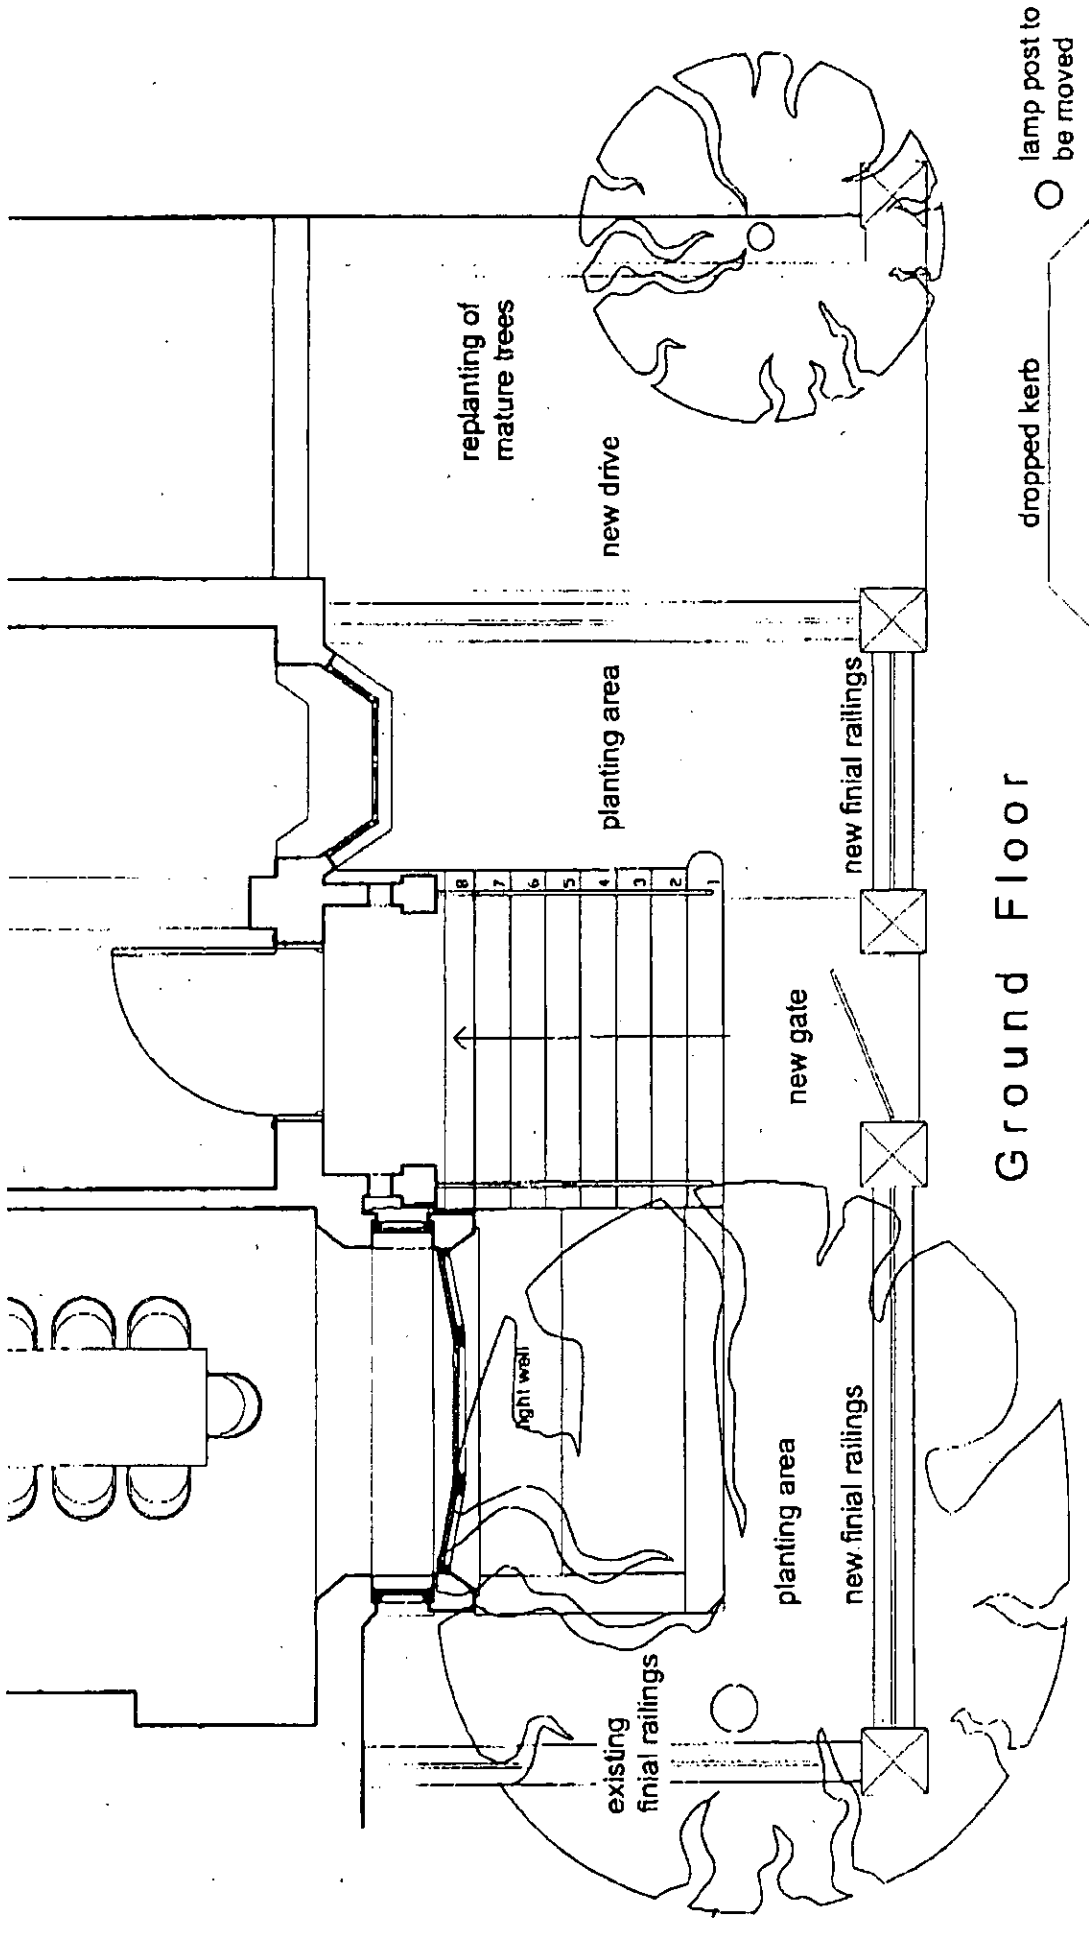 lamp post to
be moved
dropped kerb
replanting of
mature trees
new drive
planting area
new finial railings
8
7
6
5
4
3
2
1
new gate
light well
planting area
new finial railings
existing
finial railings
Ground Floor